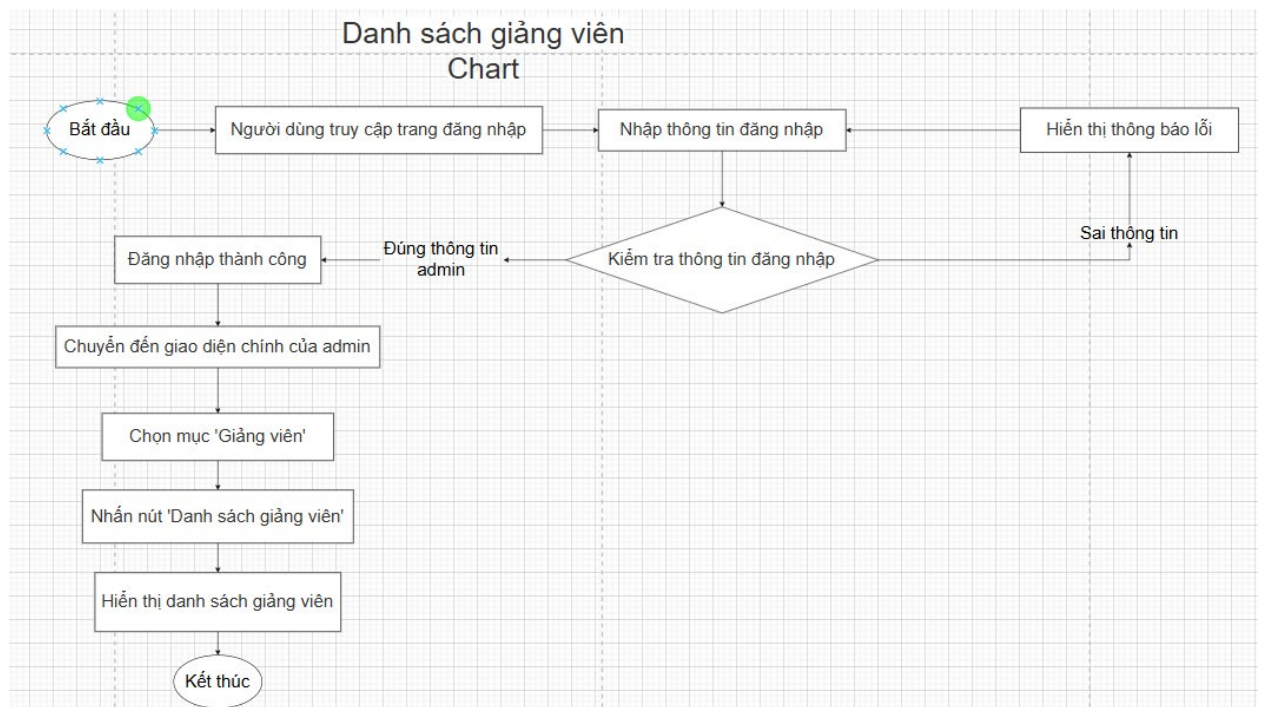 Danh sách giảng viên
Chart
Bắt đầu
Người dùng truy cập trang đăng nhập
Nhập thông tin đăng nhập
Hiển thị thông báo lỗi
Sai thông tin
Kiểm tra thông tin đăng nhập
Đúng thông tin
admin
Đăng nhập thành công
Chuyển đến giao diện chính của admin
Chọn mục 'Giảng viên'
Nhấn nút 'Danh sách giảng viên'
Hiển thị danh sách giảng viên
Kết thúc